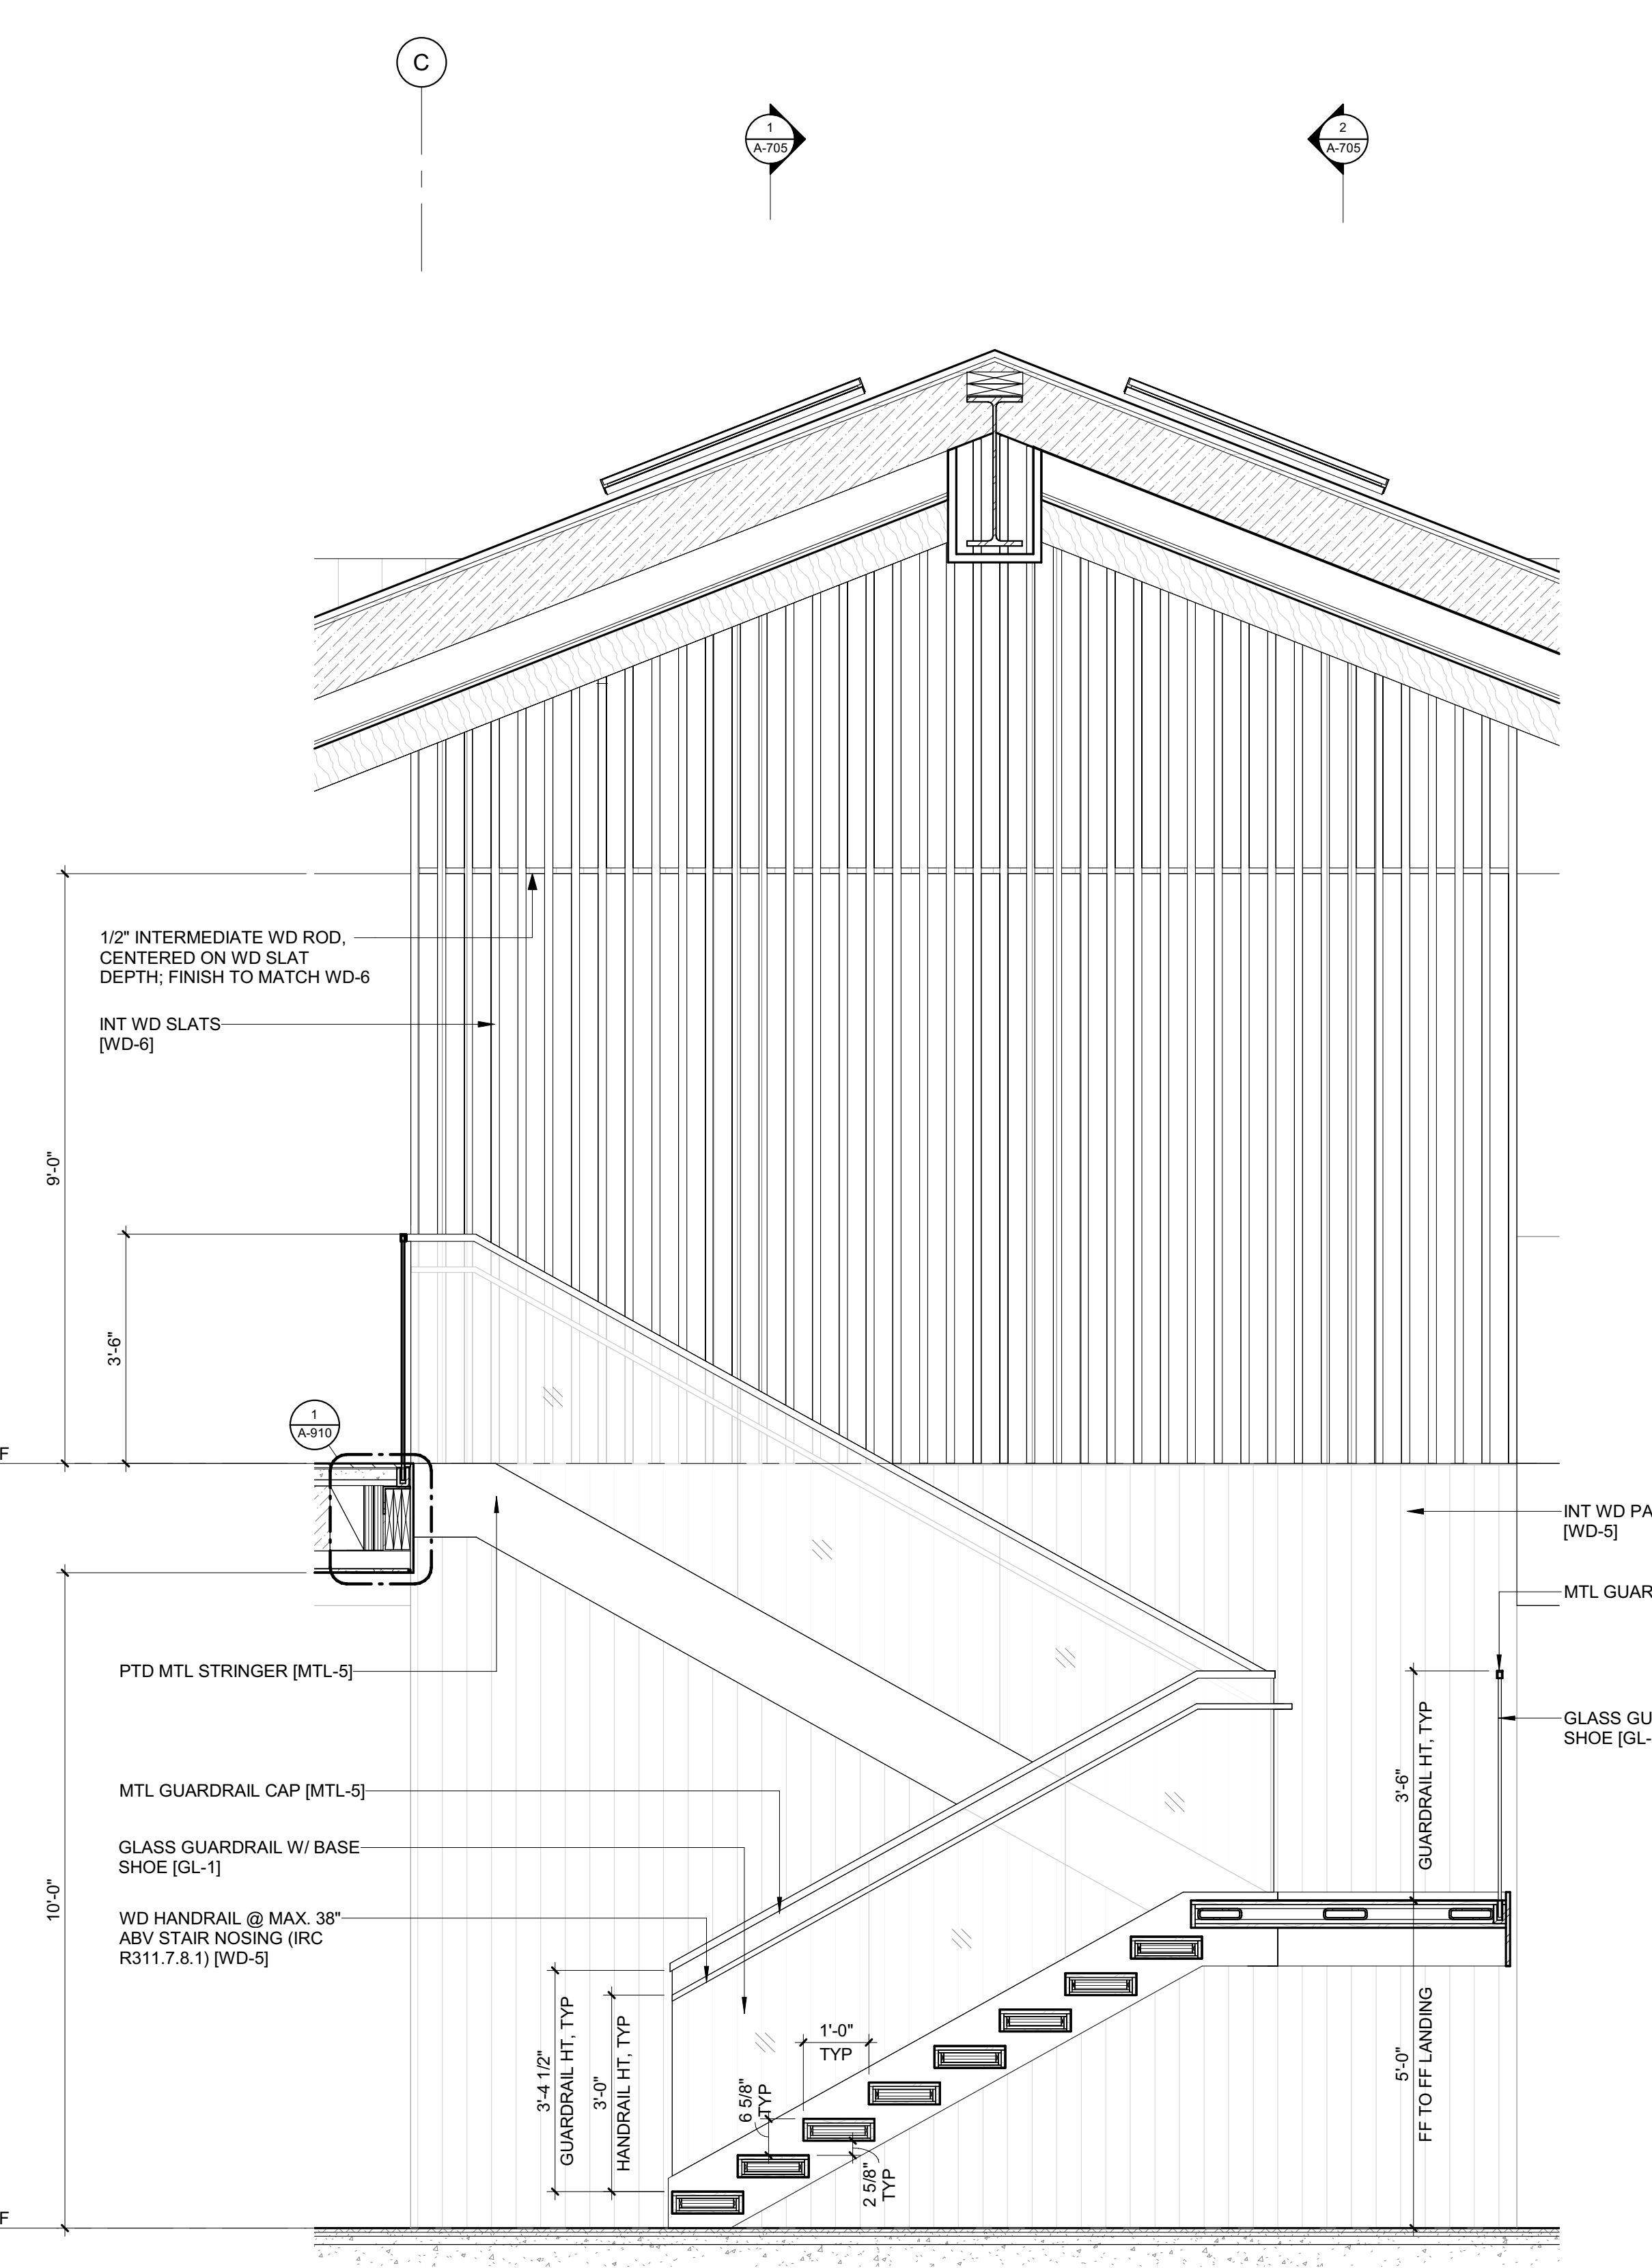 C
1
A-705
2
A-705
9'-0"
1/2" INTERMEDIATE WD ROD,
CENTERED ON WD SLAT
DEPTH; FINISH TO MATCH WD-6
INT WD SLATS
[WD-6]
3'-6"
1
A-910
F
INT WD PA
[WD-5]
MTL GUAR
PTD MTL STRINGER [MTL-5]
GLASS GU
SHOE [GL-
3'-6"
GUARDRAIL HT, TYP
MTL GUARDRAIL CAP [MTL-5]
GLASS GUARDRAIL W/ BASE
SHOE [GL-1]
10'-0"
WD HANDRAIL @ MAX. 38"
ABV STAIR NOSING (IRC
R311.7.8.1) [WD-5]
3'-4 1/2"
GUARDRAIL HT, TYP
3'-0"
HANDRAIL HT, TYP
1'-0"
TYP
6 5/8"
TYP
2 5/8"
TYP
5'-0"
FF TO FF LANDING
F